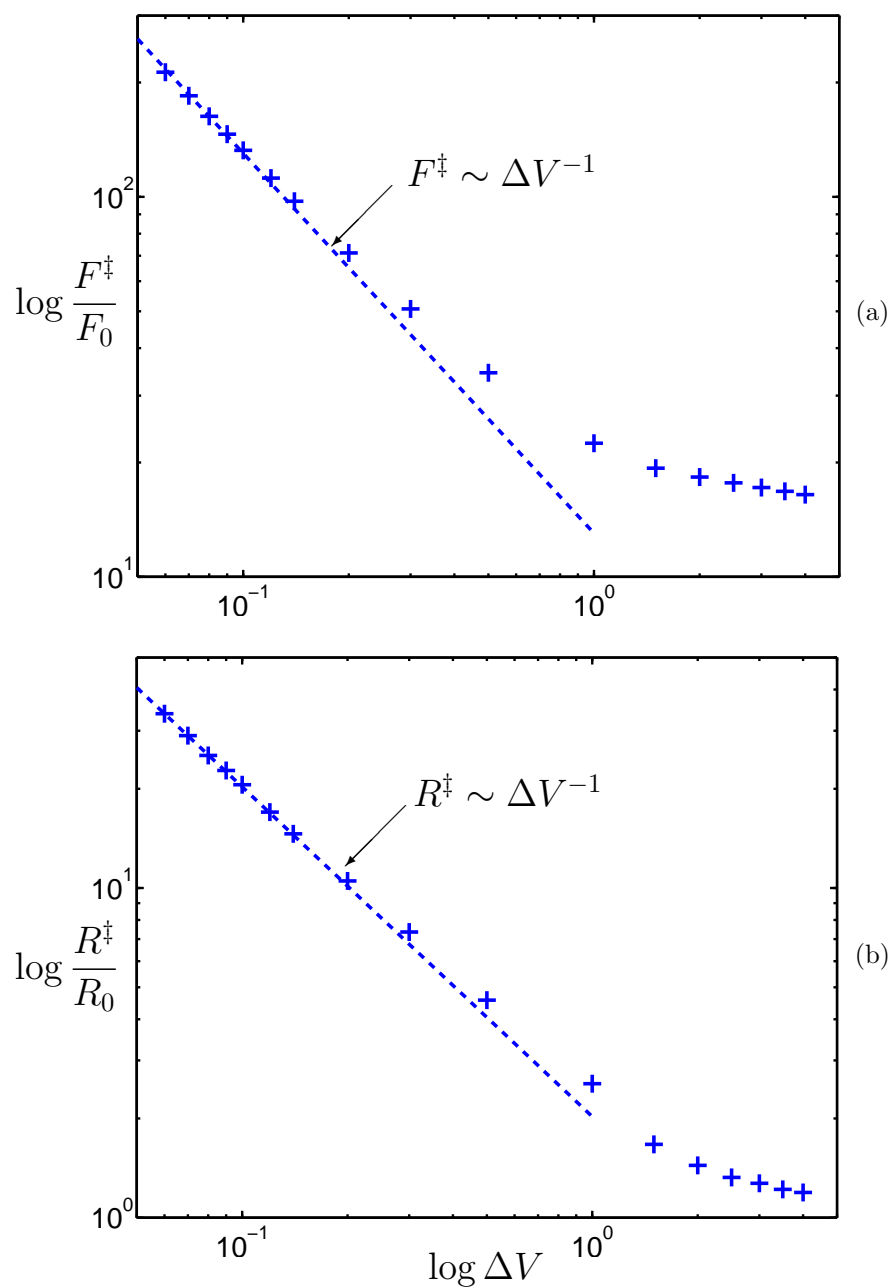 10²
F‡ ∼ ΔV⁻¹
log F‡/F₀
(a)
10¹
10⁻¹ 10⁰
R‡ ∼ ΔV⁻¹
10¹
log R‡/R₀
(b)
10⁰
10⁻¹ 10⁰
log ΔV